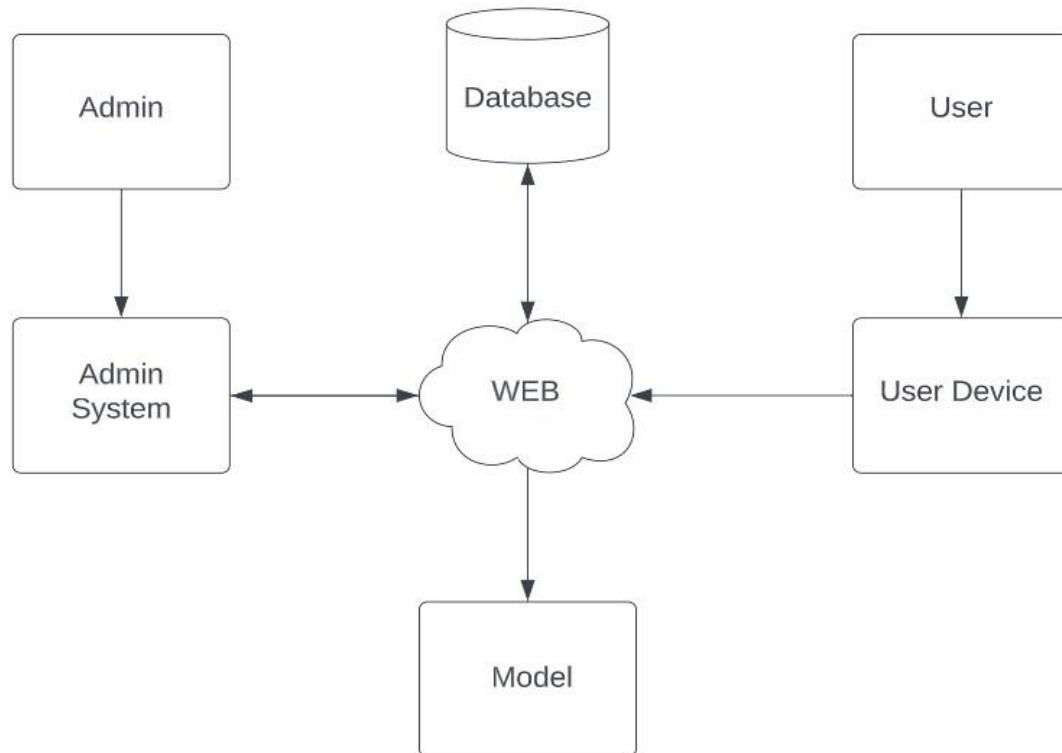 Admin
Database
User
Admin
System
WEB
User Device
Model